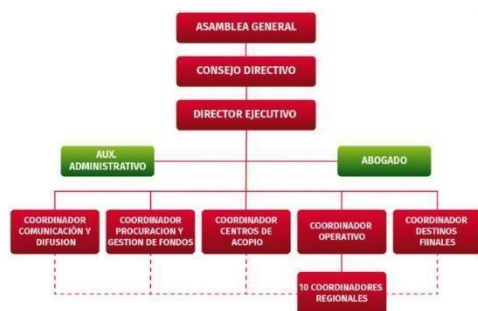 ASAMBLEA GENERAL
CONSEJO DIRECTIVO
DIRECTOR EJECUTIVO
AUX.
ADMINISTRATIVO
ABOGADO
COORDINADOR
COMUNICACIÓN Y
DIFUSION
COORDINADOR
PROCURACION Y
GESTION DE FONDOS
COORDINADOR
CENTROS DE
ACOPIO
COORDINADOR
OPERATIVO
COORDINADOR
DESTINOS
FIINALES
10 COORDINADORES
REGIONALES